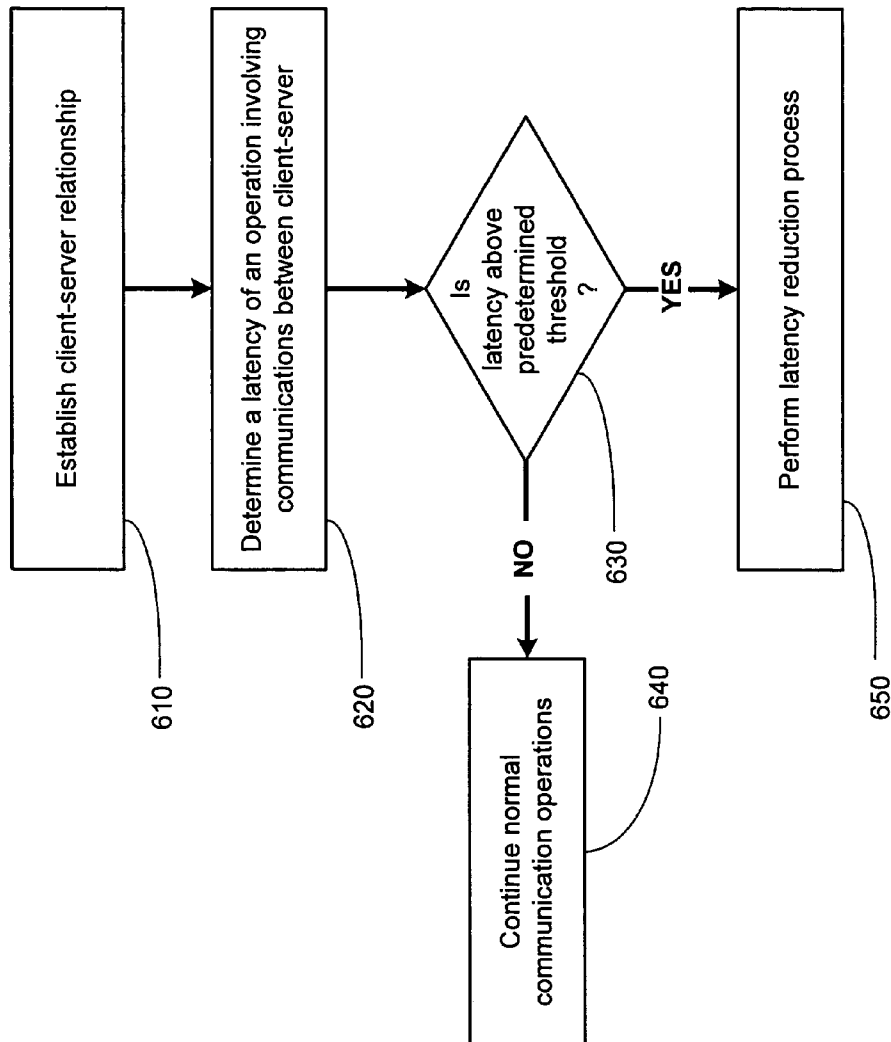 Establish client-server relationship
610
Determine a latency of an operation involving
communications between client-server
620
Is
latency above
predetermined
threshold
?
630
NO
YES
Continue normal
communication operations
640
Perform latency reduction process
650